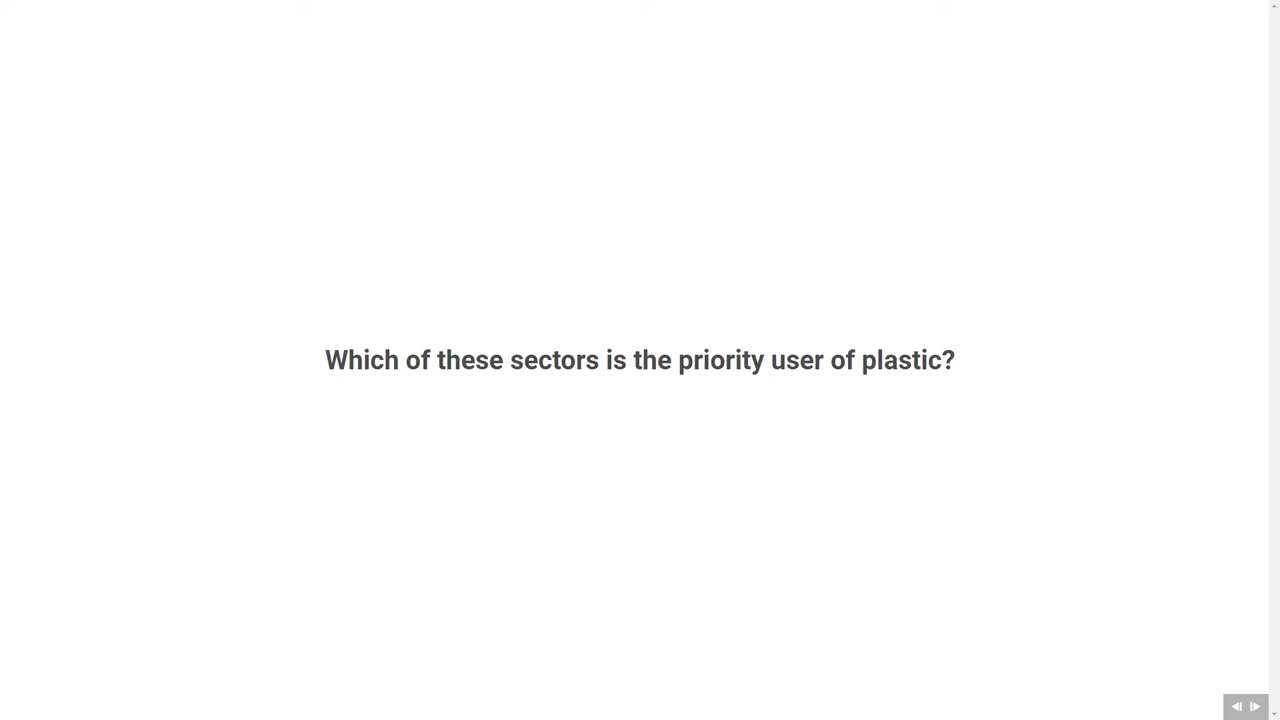 Which of these sectors is the priority user of plastic?